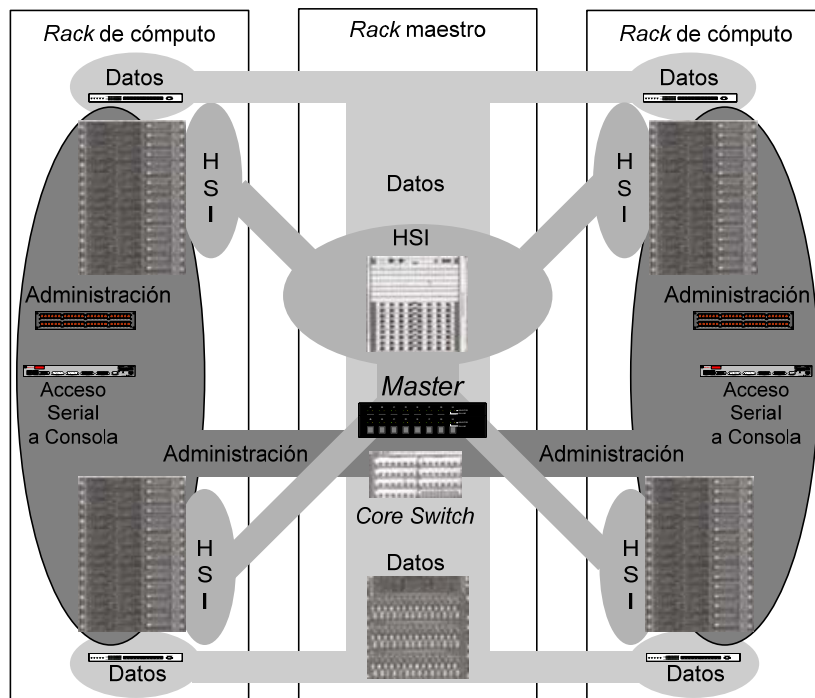 Rack de cómputo
Rack maestro
Rack de cómputo
Datos
Datos
H
S
I
H
S
I
Datos
HSI
Administración
Administración
Master
Acceso
Serial
a Consola
Acceso
Serial
a Consola
Administración
Administración
Core Switch
H
S
I
H
S
I
Datos
Datos
Datos